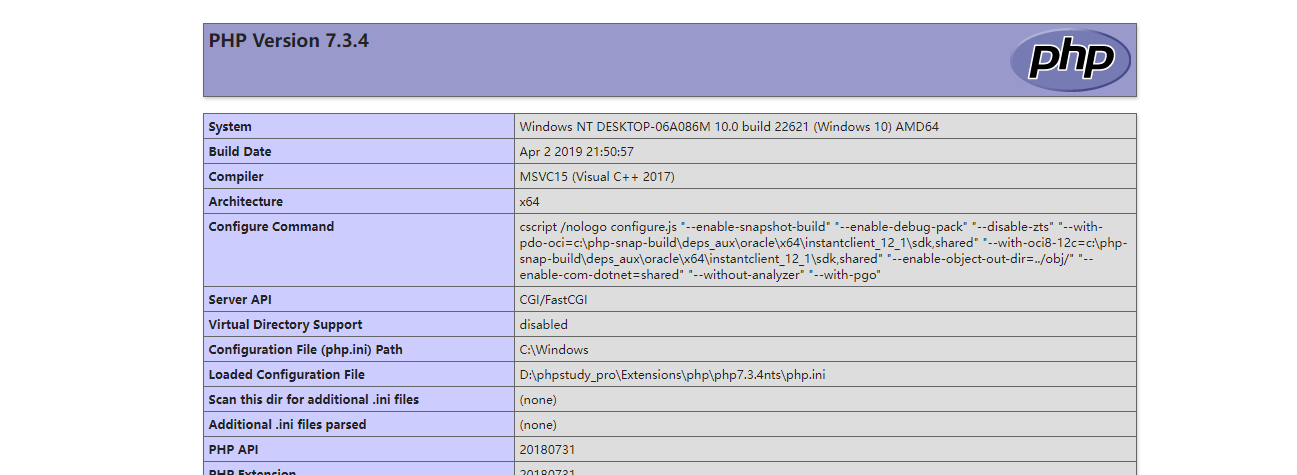 PHP Version 7.3.4
php
System Windows NT DESKTOP-06A086M 10.0 build 22621 (Windows 10) AMD64
Build Date Apr 2 2019 21:50:57
Compiler MSVC15 (Visual C++ 2017)
Architecture x64
Configure Command cscript /nologo configure.js "--enable-snapshot-build" "--enable-debug-pack" "--disable-zts" "--with-
pdo-oci=c:\php-snap-build\deps_aux\oracle\x64\instantclient_12_1\sdk,shared" "--with-oci8-12c=c:\php-
snap-build\deps_aux\oracle\x64\instantclient_12_1\sdk,shared" "--enable-object-out-dir=../obj/" "--
enable-com-dotnet=shared" "--without-analyzer" "--with-pgo"
Server API CGI/FastCGI
Virtual Directory Support disabled
Configuration File (php.ini) Path C:\Windows
Loaded Configuration File D:\phpstudy_pro\Extensions\php\php7.3.4nts\php.ini
Scan this dir for additional .ini files (none)
Additional .ini files parsed (none)
PHP API 20180731
PHP Extension 20180731